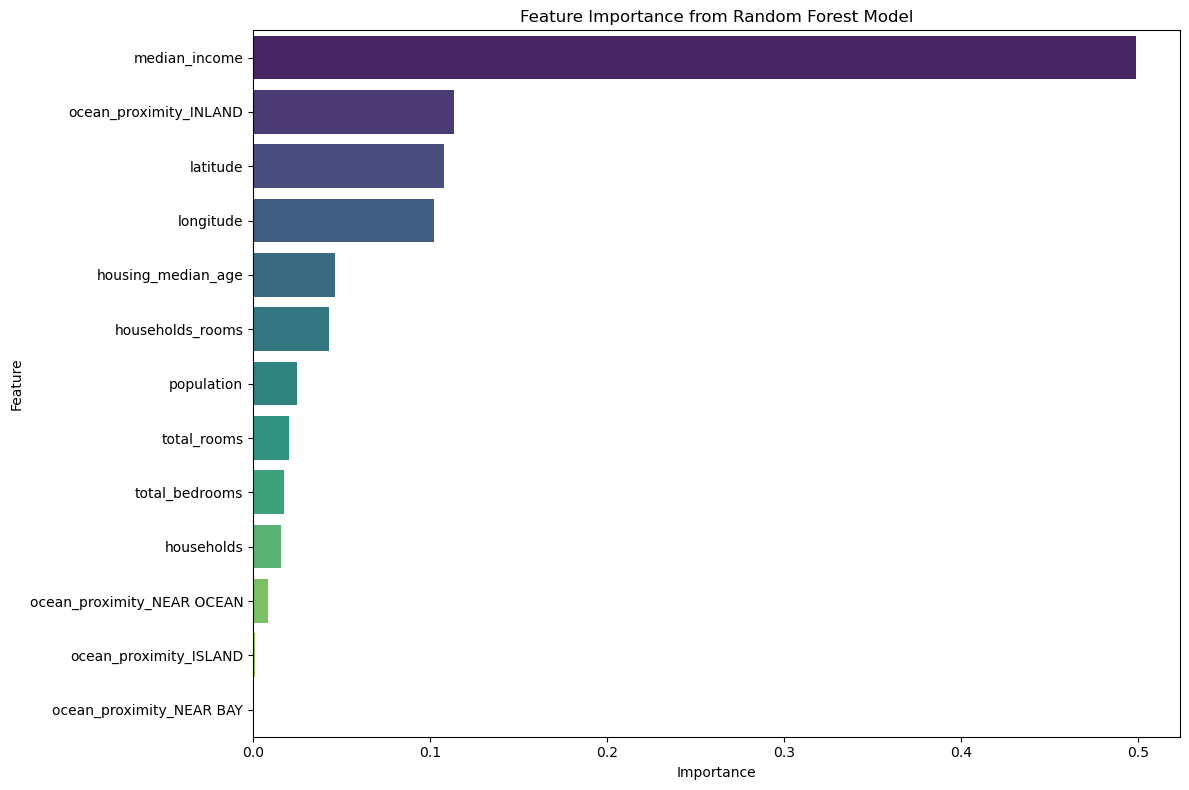 Feature Importance from Random Forest Model
median_income
ocean_proximity_INLAND
latitude
longitude
housing_median_age
households_rooms
population
total_rooms
total_bedrooms
households
ocean_proximity_NEAR OCEAN
ocean_proximity_ISLAND
ocean_proximity_NEAR BAY
Feature
0.0 0.1 0.2 0.3 0.4 0.5
Importance